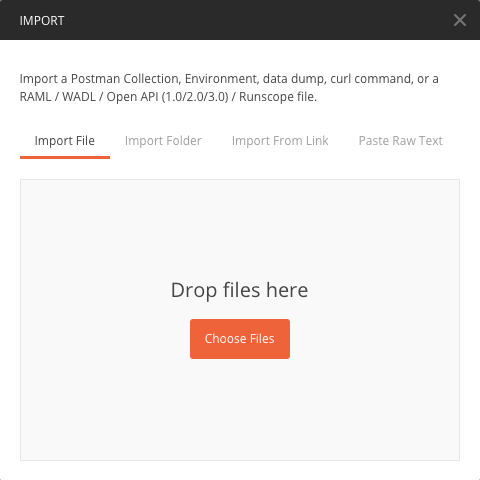 IMPORT
Import a Postman Collection, Environment, data dump, curl command, or a
RAML / WADL / Open API (1.0/2.0/3.0) / Runscope file.
Import File Import Folder Import From Link Paste Raw Text
Drop files here
Choose Files